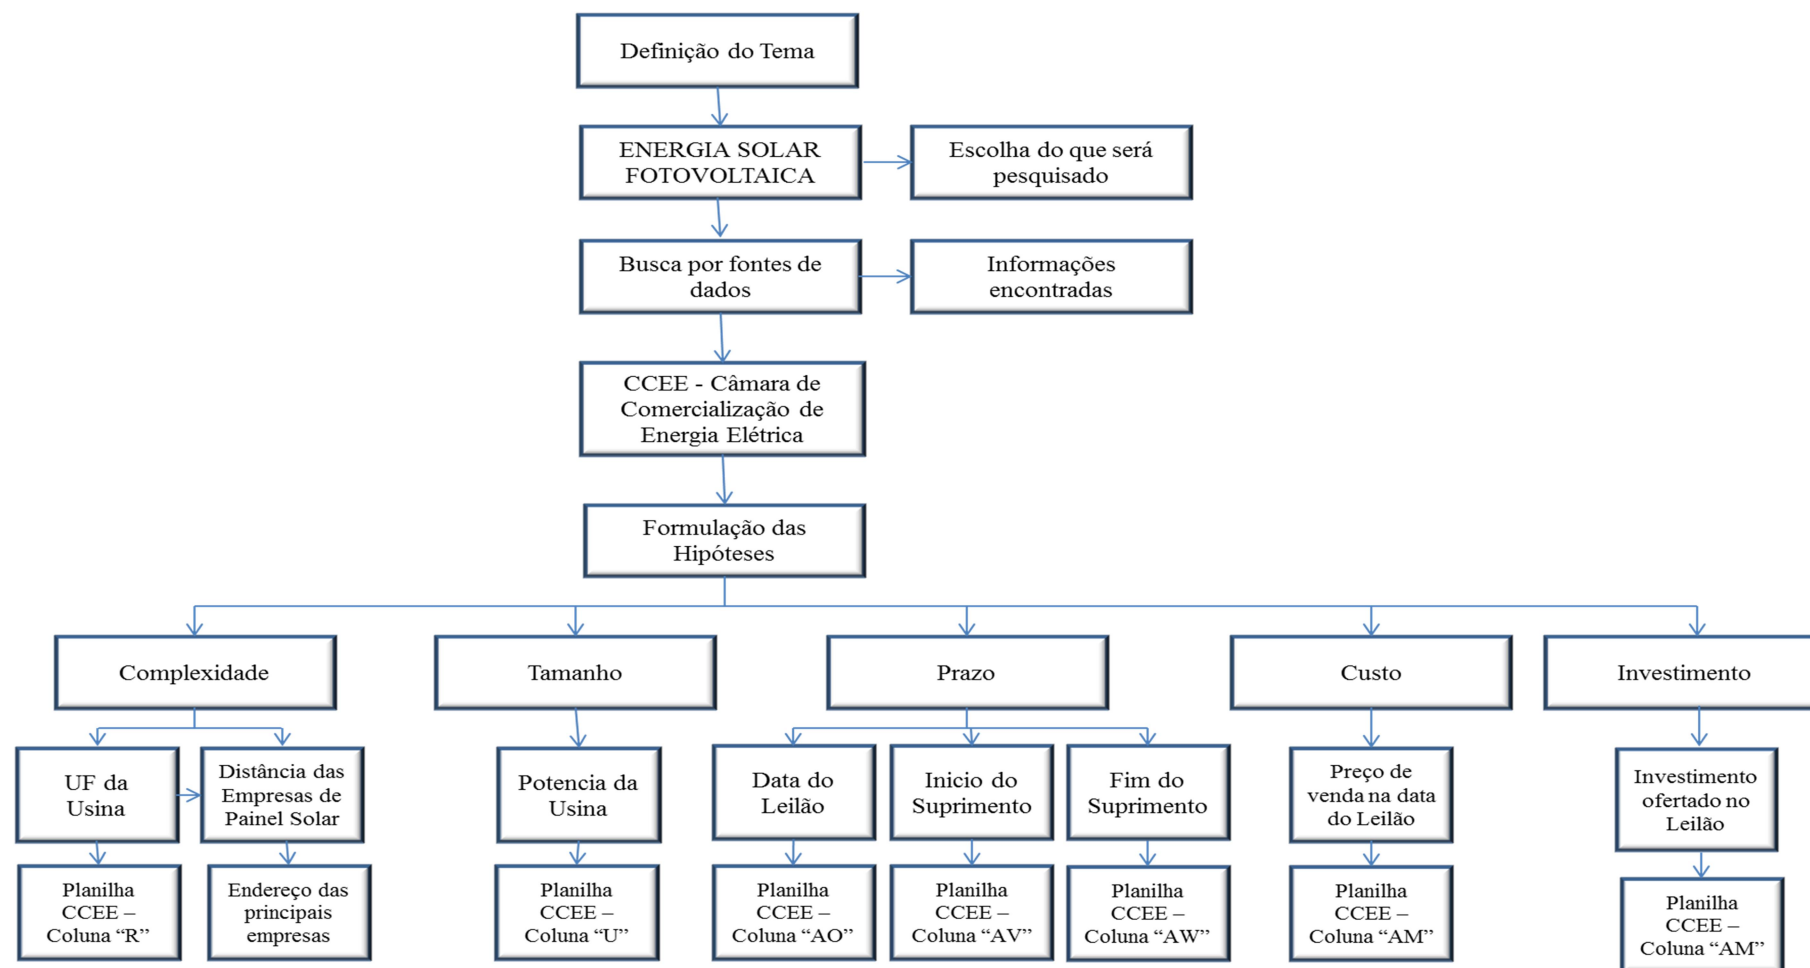 Definição do Tema
ENERGIA SOLAR
FOTOVOLTAICA
Escolha do que será
pesquisado
Busca por fontes de
dados
Informações
encontradas
CCEE - Câmara de
Comercialização de
Energia Elétrica
Formulação das
Hipóteses
Complexidade
Tamanho
Prazo
Custo
Investimento
UF da
Usina
Distância das
Empresas de
Painel Solar
Potencia da
Usina
Data do
Leilão
Inicio do
Suprimento
Fim do
Suprimento
Preço de
venda na data
do Leilão
Investimento
ofertado no
Leilão
Planilha
CCEE –
Coluna “R”
Endereço das
principais
empresas
Planilha
CCEE –
Coluna “U”
Planilha
CCEE –
Coluna “AO”
Planilha
CCEE –
Coluna “AV”
Planilha
CCEE –
Coluna “AW”
Planilha
CCEE –
Coluna “AM”
Planilha
CCEE –
Coluna “AM”